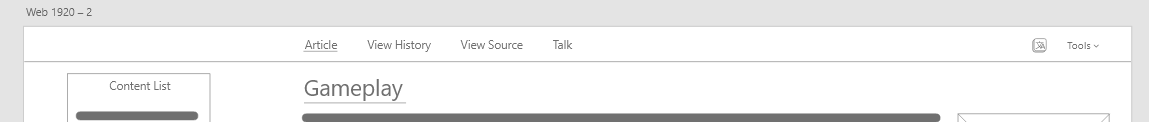 Web 1920 – 2
Article View History View Source Talk Tools
Content List
Gameplay